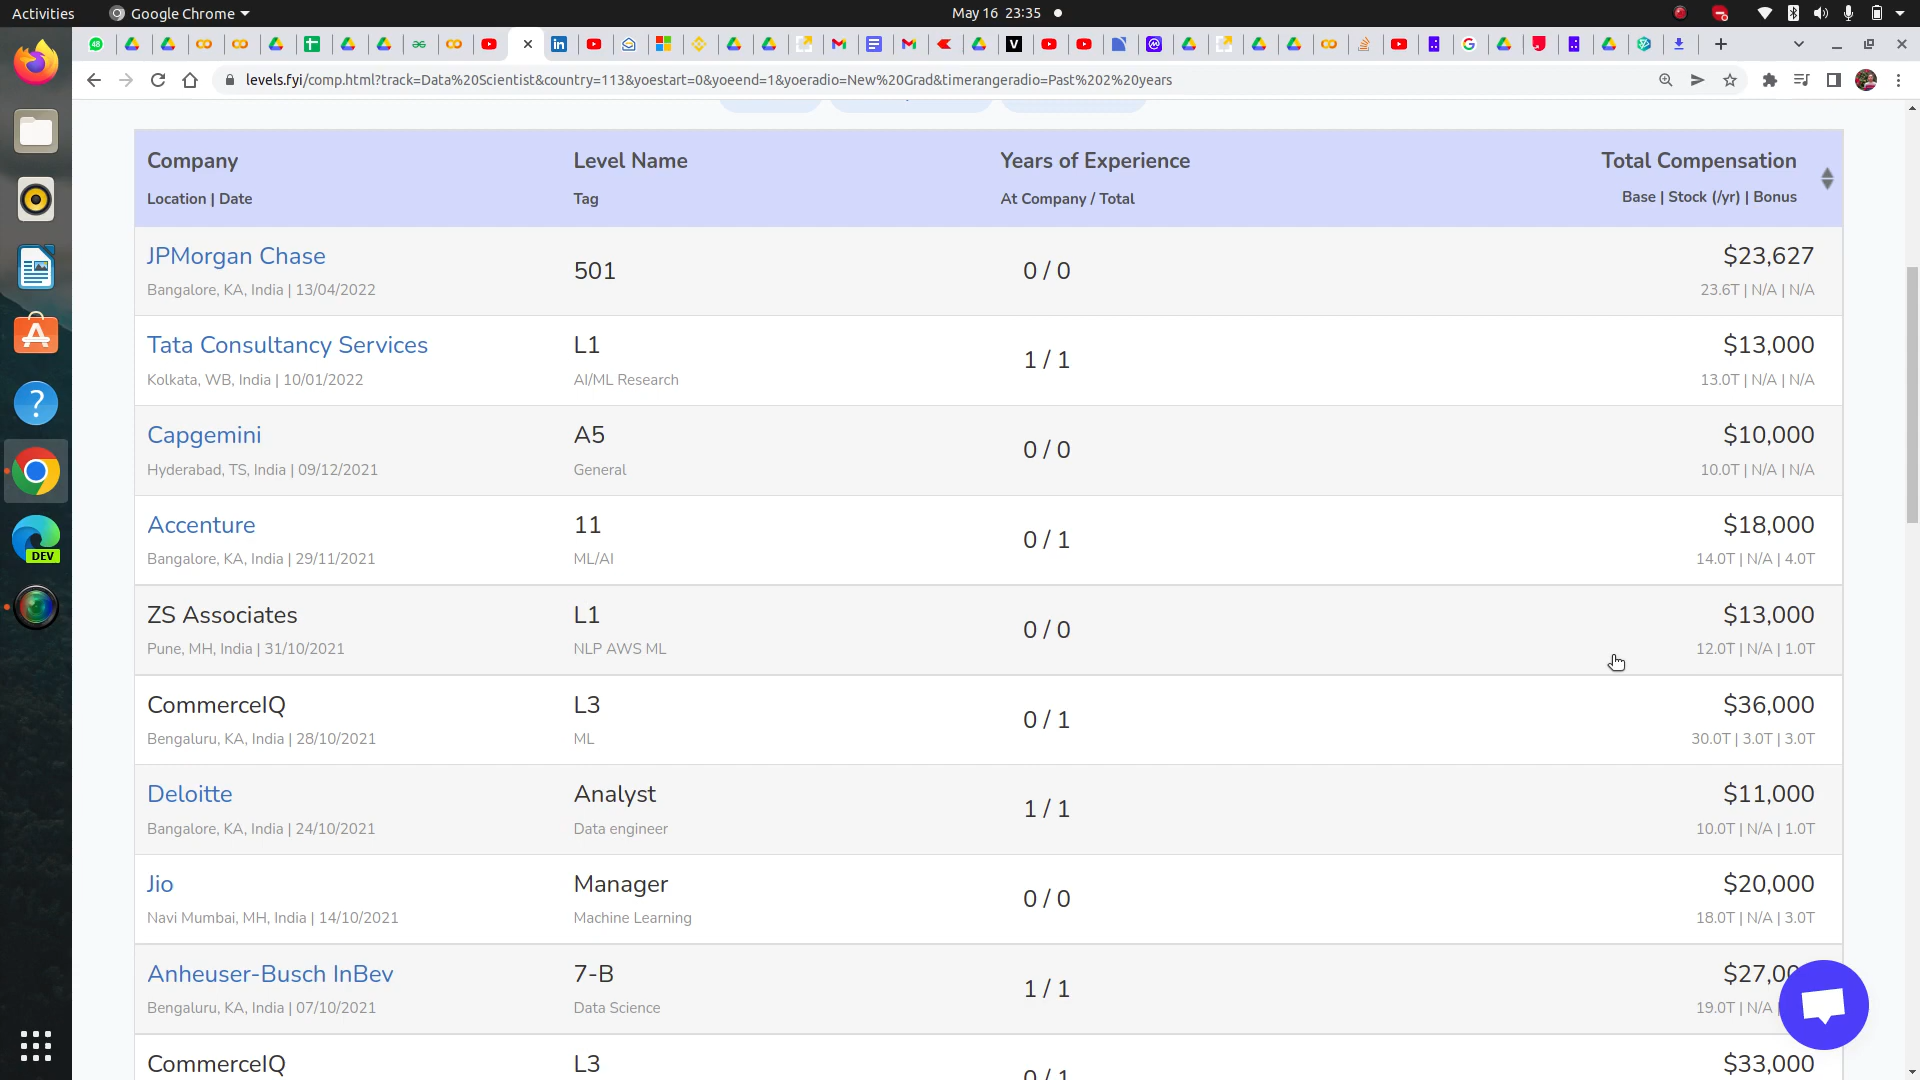 Activities
Google Chrome
May 16 23:35
48
levels.fyi/comp.html?track=Data%20Scientist&country=113&yoestart=0&yoeend=1&yoeradio=New%20Grad&timerangeradio=Past%202%20years
Company
Level Name
Years of Experience
Total Compensation
Location | Date
Tag
At Company / Total
Base | Stock (/yr) | Bonus
JPMorgan Chase
501
0 / 0
$23,627
Bangalore, KA, India | 13/04/2022
23.6T | N/A | N/A
Tata Consultancy Services
L1
1 / 1
$13,000
Kolkata, WB, India | 10/01/2022
AI/ML Research
13.0T | N/A | N/A
Capgemini
A5
0 / 0
$10,000
Hyderabad, TS, India | 09/12/2021
General
10.0T | N/A | N/A
Accenture
11
0 / 1
$18,000
Bangalore, KA, India | 29/11/2021
ML/AI
14.0T | N/A | 4.0T
ZS Associates
L1
0 / 0
$13,000
Pune, MH, India | 31/10/2021
NLP AWS ML
12.0T | N/A | 1.0T
CommerceIQ
L3
0 / 1
$36,000
Bengaluru, KA, India | 28/10/2021
ML
30.0T | 3.0T | 3.0T
Deloitte
Analyst
1 / 1
$11,000
Bangalore, KA, India | 24/10/2021
Data engineer
10.0T | N/A | 1.0T
Jio
Manager
0 / 0
$20,000
Navi Mumbai, MH, India | 14/10/2021
Machine Learning
18.0T | N/A | 3.0T
Anheuser-Busch InBev
7-B
1 / 1
Bengaluru, KA, India | 07/10/2021
Data Science
19.0T | N/A
CommerceIQ
L3
0 / 1
$33,000
DEV